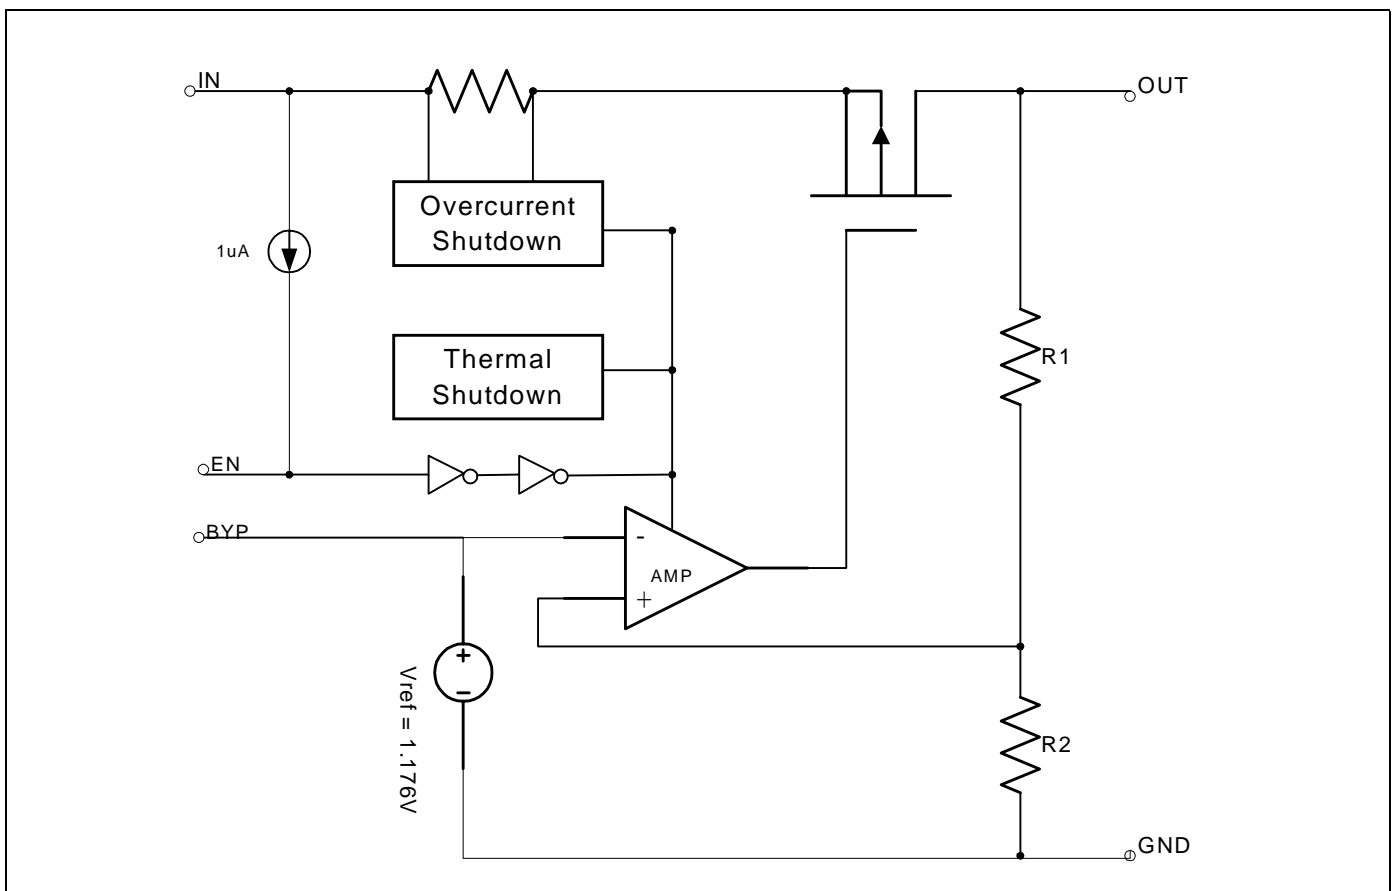 IN
OUT
Overcurrent
Shutdown
1uA
Thermal
Shutdown
R1
EN
BYP
-
AMP
+
+
-
Vref = 1.176V
R2
GND